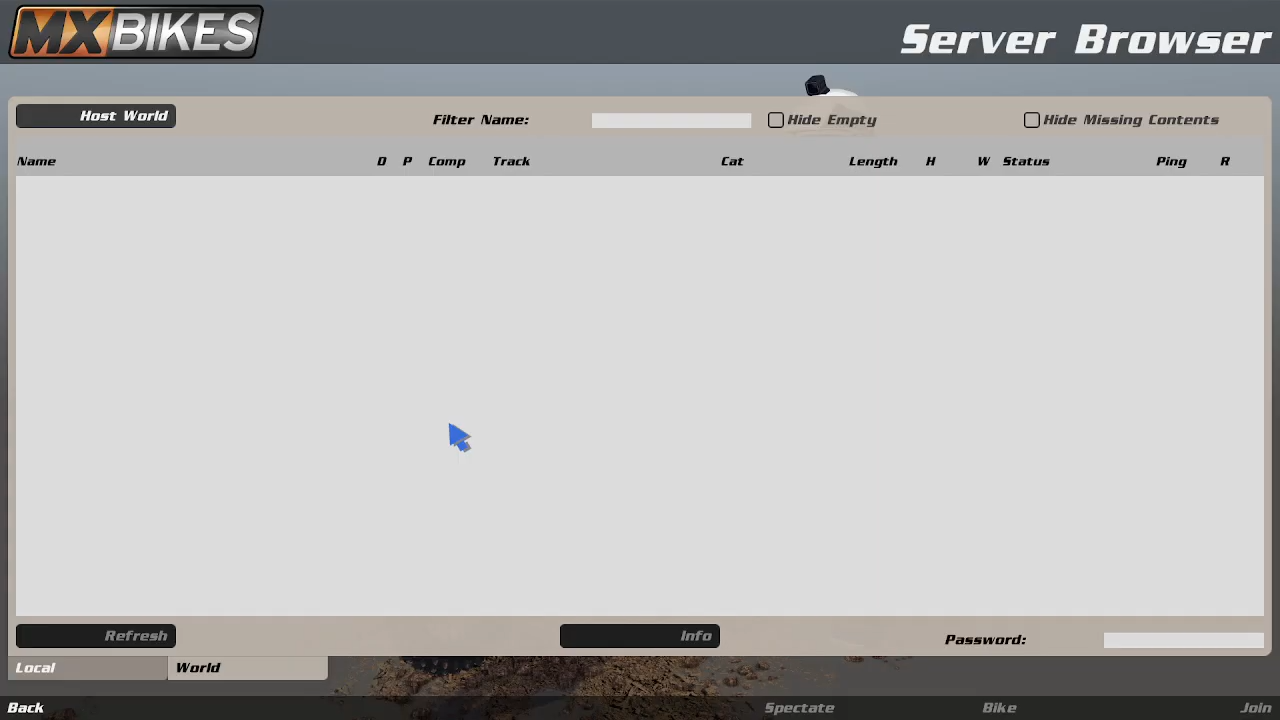 MXBIKES
Server Browser
Host World
Filter Name:
Hide Empty
Hide Missing Contents
Name D P Comp Track Cat Length H W Status Ping R
Refresh
Info
Password:
Local
World
Back
Spectate
Bike
Join